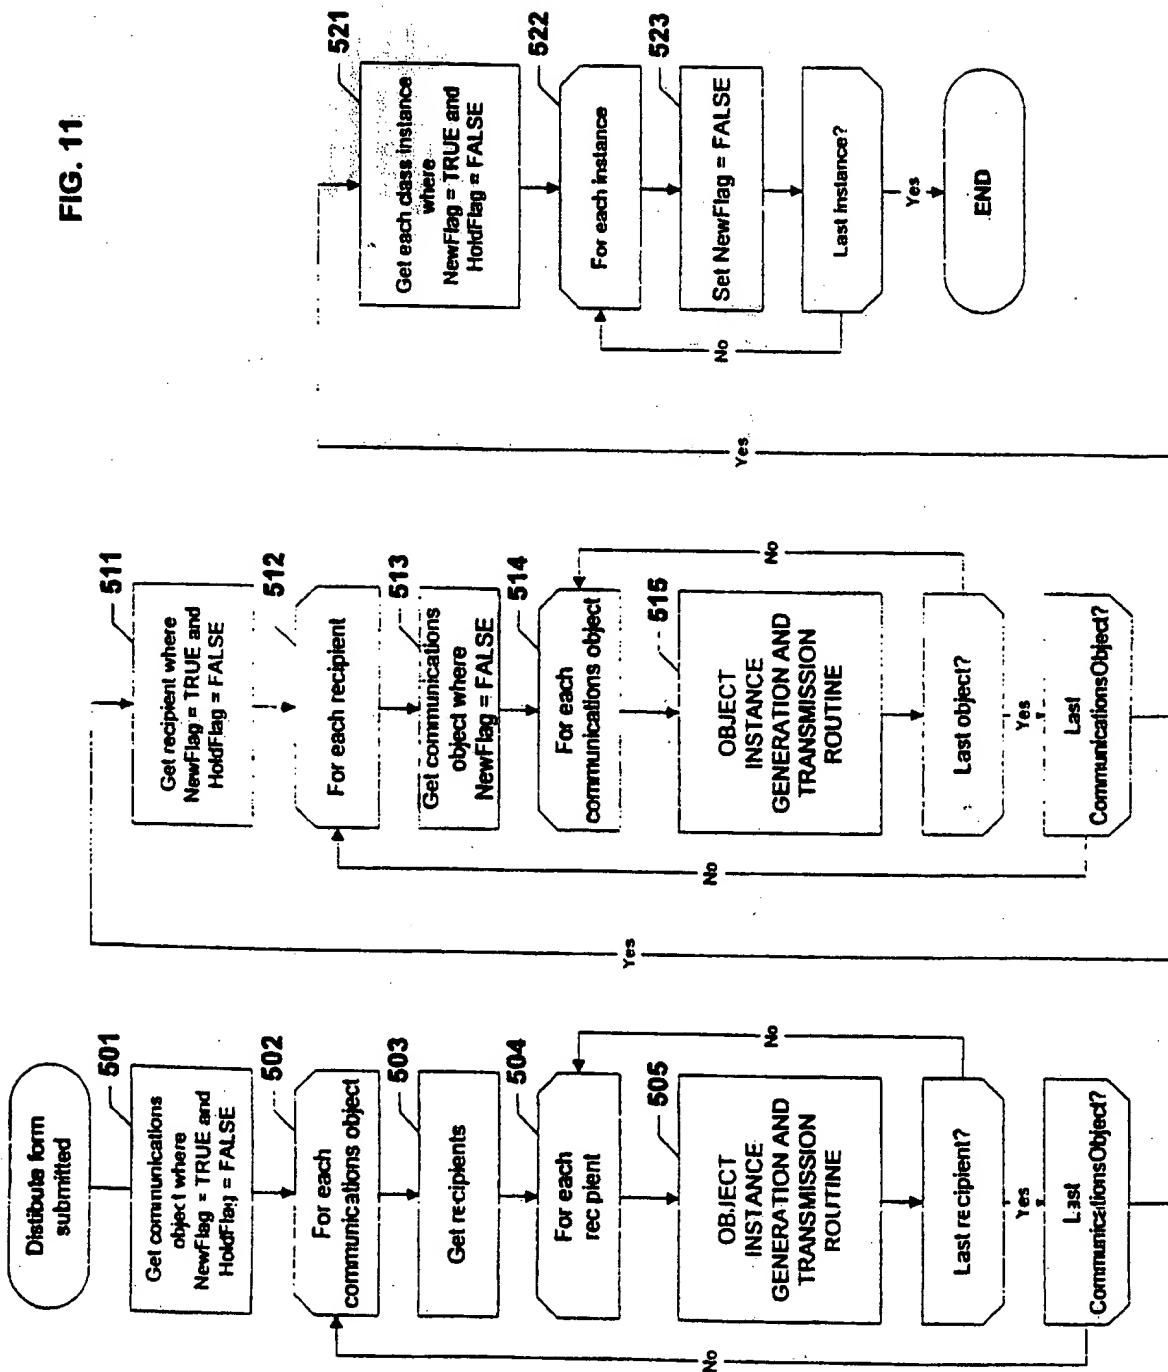 FIG. 11
Distibute form
submitted
501
Get communications
object where
NewFlag = TRUE and
HoldFlag = FALSE
502
For each
communications object
503
Get recipients
504
For each
recipient
505
OBJECT
INSTANCE
GENERATION AND
TRANSMISSION
ROUTINE
Last recipient?
No
Yes
Last
CommunicationsObject?
No
Yes
511
Get recipient where
NewFlag = TRUE and
HoldFlag = FALSE
512
For each recipient
513
Get communications
object where
NewFlag = FALSE
514
For each
communications object
515
OBJECT
INSTANCE
GENERATION AND
TRANSMISSION
ROUTINE
Last object?
No
Yes
Last
CommunicationsObject?
No
Yes
521
Get each class instance
where
NewFlag = TRUE and
HoldFlag = FALSE
522
For each instance
523
Set NewFlag = FALSE
Last instance?
No
Yes
END